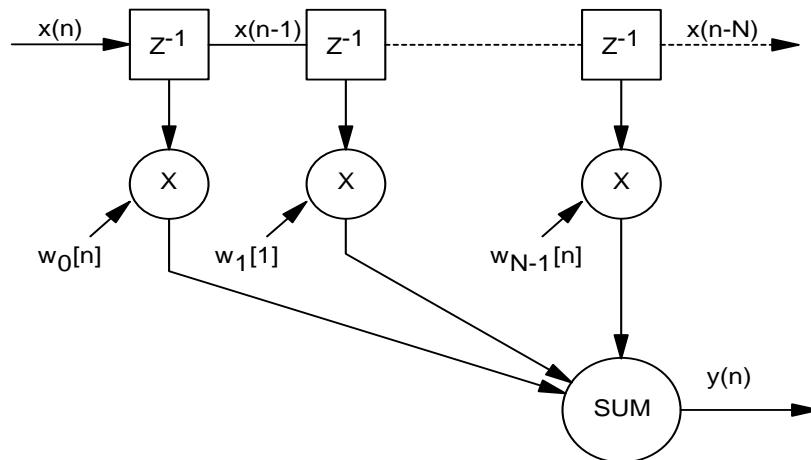 x(n) Z-1 x(n-1) Z-1 Z-1 x(n-N)
X X X
w0[n] w1[1] wN-1[n]
SUM y(n)